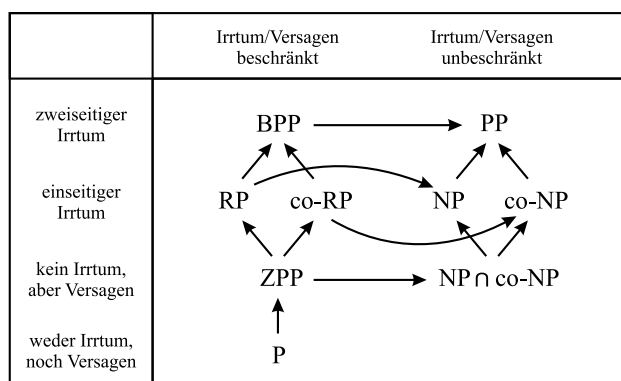 Irrtum/Versagen Irrtum/Versagen
beschränkt unbeschränkt
zweiseitiger
Irrtum
BPP PP
einseitiger
Irrtum
RP co-RP NP co-NP
kein Irrtum,
aber Versagen
ZPP NP ∩ co-NP
weder Irrtum,
noch Versagen
P